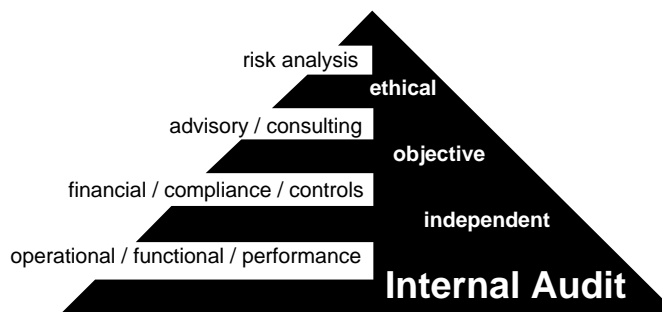 risk analysis
ethical
advisory / consulting
objective
financial / compliance / controls
independent
operational / functional / performance
Internal Audit